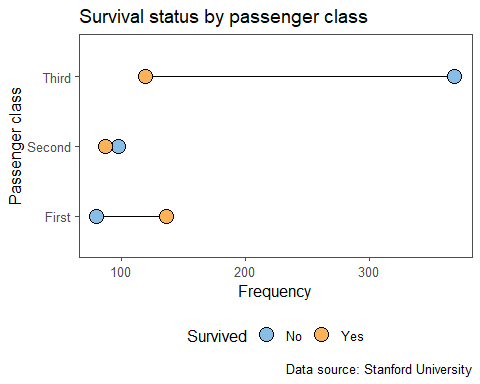 Survival status by passenger class
Passenger class
Third
Second
First
100 200 300
Frequency
Survived No Yes
Data source: Stanford University